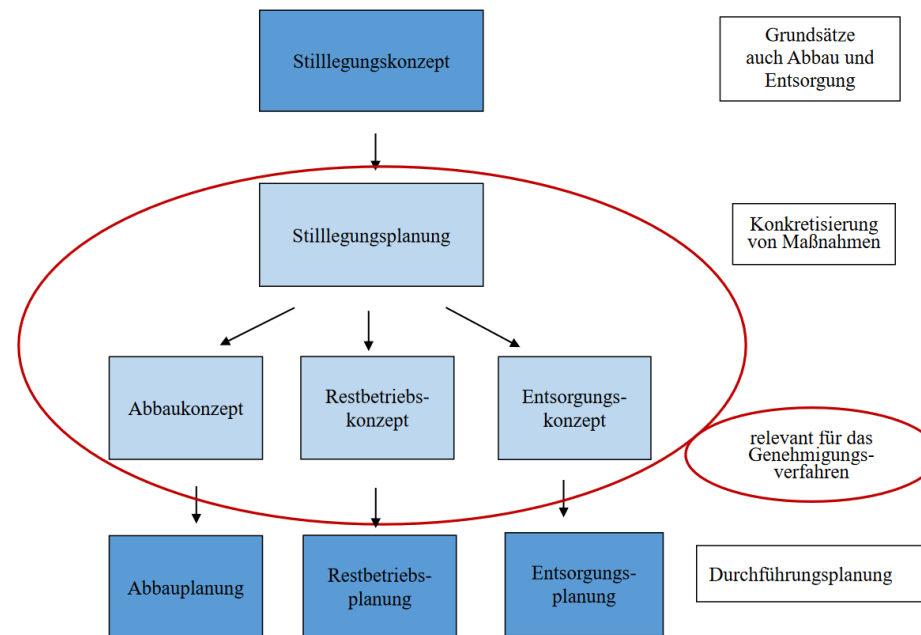 Stilllegungskonzept
Grundsätze
auch Abbau und
Entsorgung
Stilllegungsplanung
Konkretisierung
von Maßnahmen
Abbaukonzept
Restbetriebs-
konzept
Entsorgungs-
konzept
relevant für das
Genehmigungs-
verfahren
Abbauplanung
Restbetriebs-
planung
Entsorgungs-
planung
Durchführungsplanung